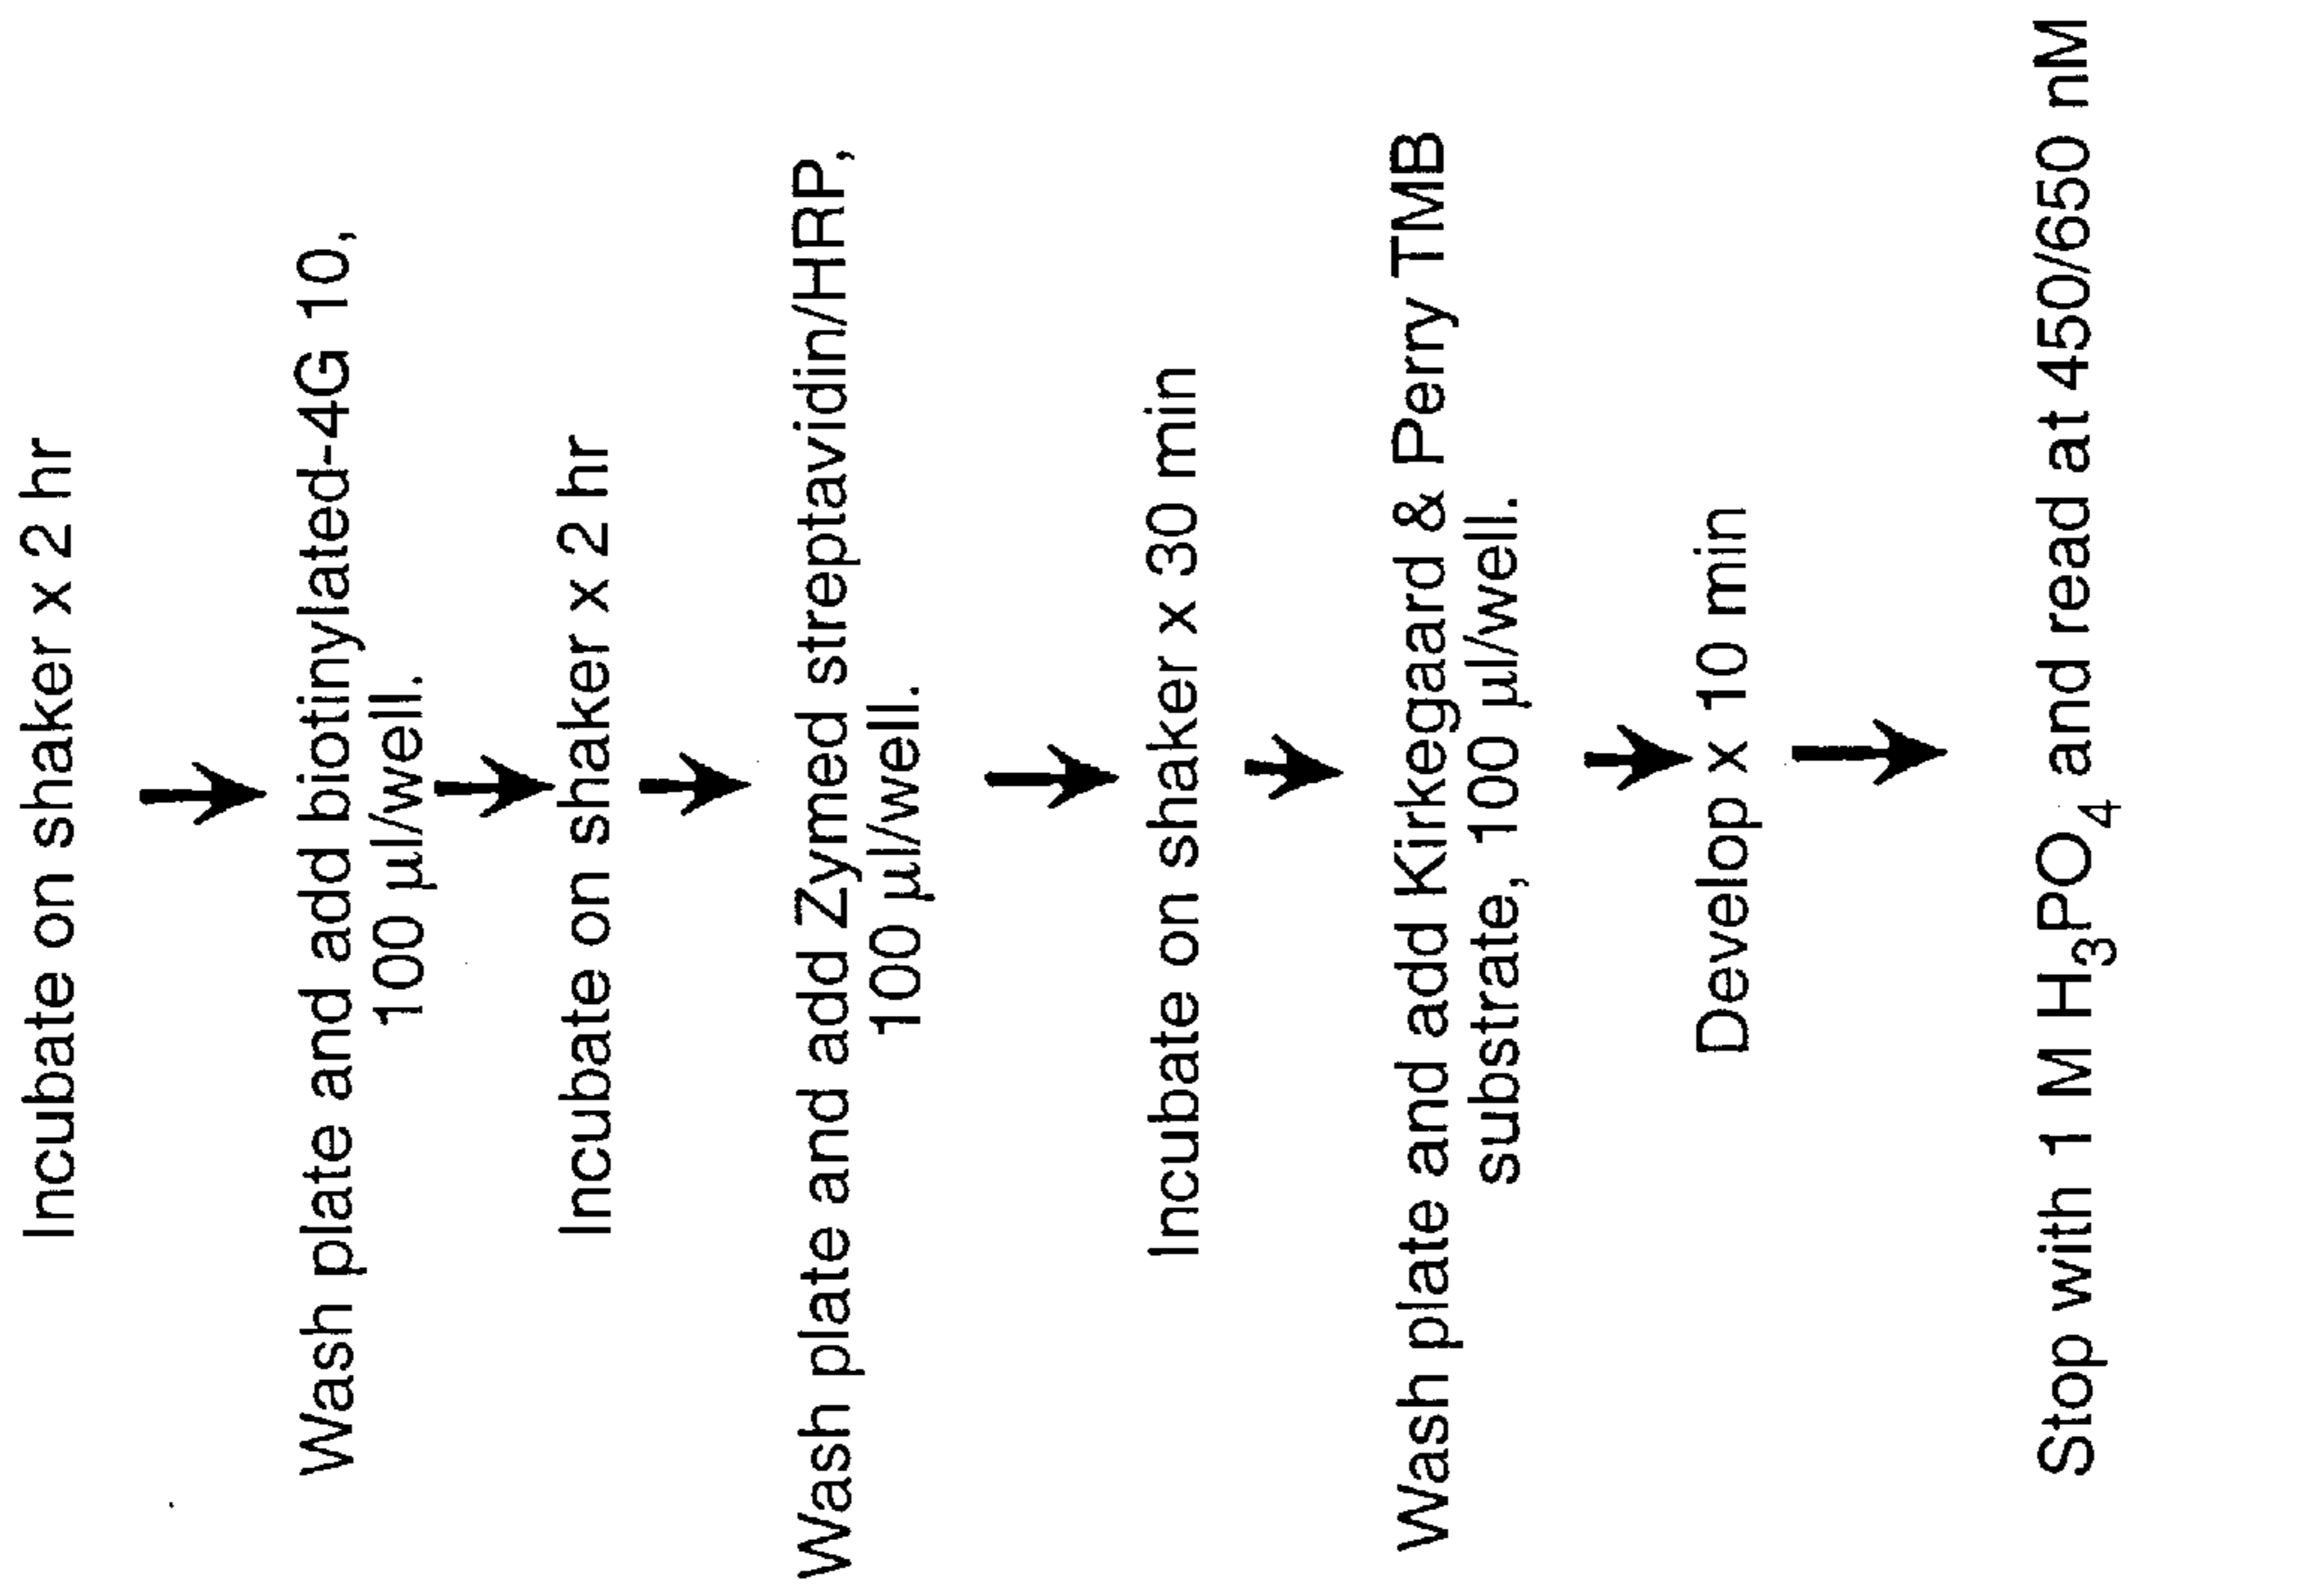 Incubate on shaker x 2 hr
Wash plate and add biotinylated-4G 10,
100 µl/well.
Incubate on shaker x 2 hr
Wash plate and add Zymed streptavidin/HRP,
100 µl/well.
Incubate on shaker x 30 min
Wash plate and add Kirkegaard & Perry TMB
substrate, 100 µl/well.
Develop x 10 min
Stop with 1 M H₃PO₄ and read at 450/650 nM